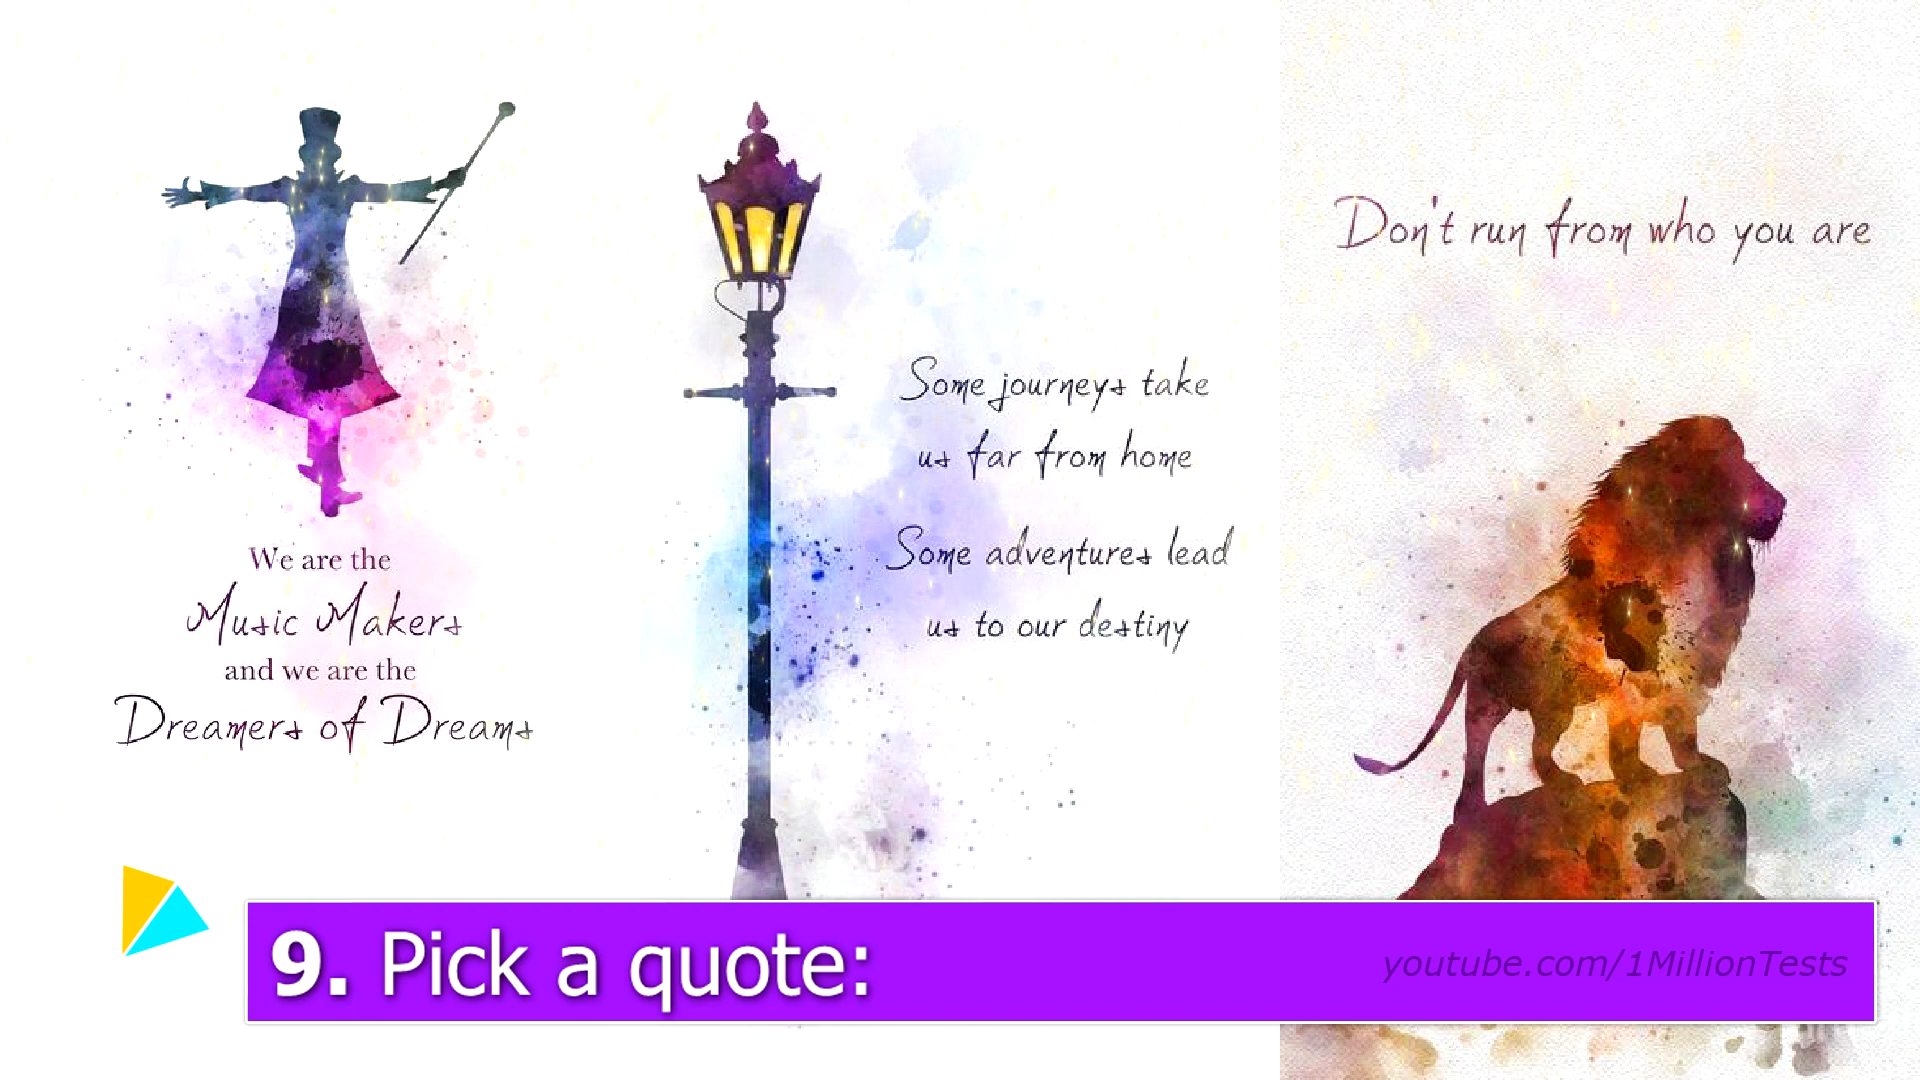 We are the
Music Makers
and we are the
Dreamers of Dreams
Some journeys take
us far from home
Some adventures lead
us to our destiny
Don't run from who you are
9. Pick a quote:
youtube.com/1MillionTests